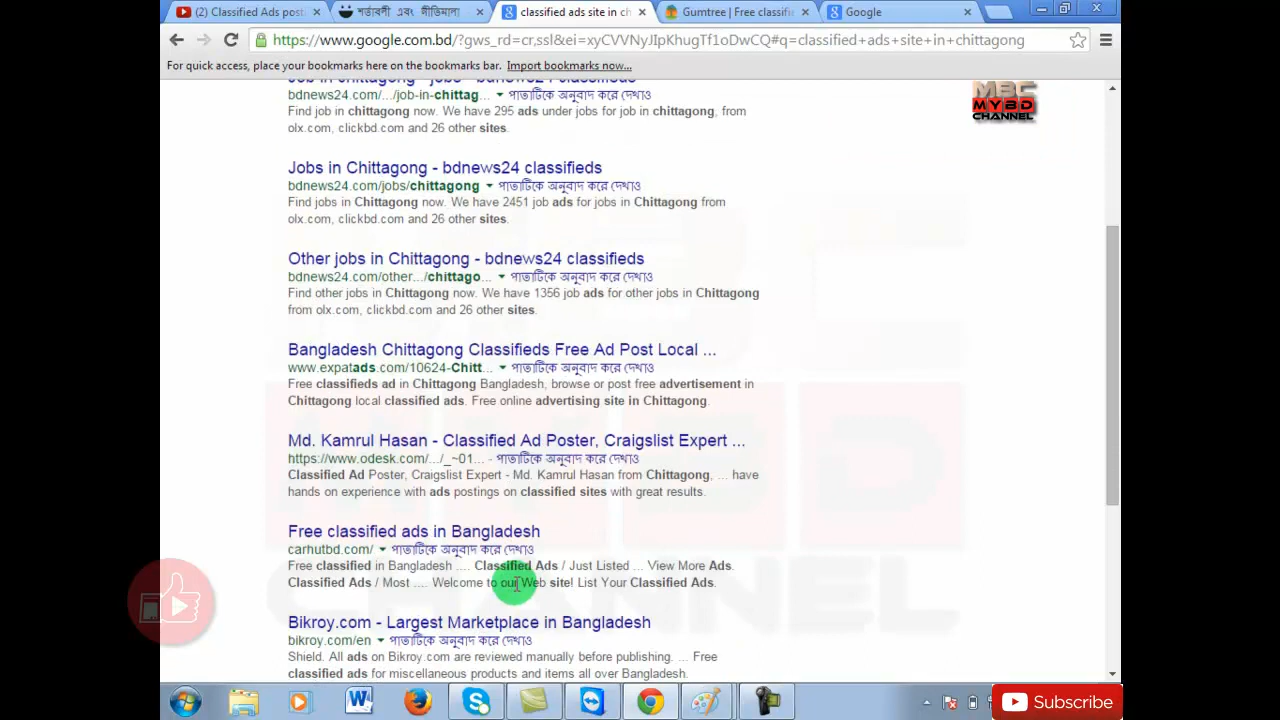 (2) Classified Ads post
শর্তাবলী এবং নীতিমালা
classified ads site in ch
Gumtree | Free classifi
Google
https://www.google.com.bd/?gws_rd=cr,ssl&ei=xyCVVNyJIpKhugTf1oDwCQ#q=classified+ads+site+in+chittagong
For quick access, place your bookmarks here on the bookmarks bar. Import bookmarks now...
Job in chittagong - jobs - bdnews24 classifieds
bdnews24.com/.../job-in-chittag... পাতাটিকে অনুবাদ করে দেখাও
Find job in chittagong now. We have 295 ads under jobs for job in chittagong, from
olx.com, clickbd.com and 26 other sites.
MBC
MYBD
CHANNEL
Jobs in Chittagong - bdnews24 classifieds
bdnews24.com/jobs/chittagong পাতাটিকে অনুবাদ করে দেখাও
Find jobs in Chittagong now. We have 2451 job ads for jobs in Chittagong from
olx.com, clickbd.com and 26 other sites.
Other jobs in Chittagong - bdnews24 classifieds
bdnews24.com/other.../chittago... পাতাটিকে অনুবাদ করে দেখাও
Find other jobs in Chittagong now. We have 1356 job ads for other jobs in Chittagong
from olx.com, clickbd.com and 26 other sites.
Bangladesh Chittagong Classifieds Free Ad Post Local ...
www.expatads.com/10624-Chitt... পাতাটিকে অনুবাদ করে দেখাও
Free classifieds ad in Chittagong Bangladesh, browse or post free advertisement in
Chittagong local classified ads. Free online advertising site in Chittagong.
Md. Kamrul Hasan - Classified Ad Poster, Craigslist Expert ...
https://www.odesk.com/.../_~01... - পাতাটিকে অনুবাদ করে দেখাও
Classified Ad Poster, Craigslist Expert - Md. Kamrul Hasan from Chittagong, ... have
hands on experience with ads postings on classified sites with great results.
Free classified ads in Bangladesh
carhutbd.com/ পাতাটিকে অনুবাদ করে দেখাও
Free classified in Bangladesh .... Classified Ads / Just Listed ... View More Ads.
Classified Ads / Most .... Welcome to our Web site! List Your Classified Ads.
Bikroy.com - Largest Marketplace in Bangladesh
bikroy.com/en পাতাটিকে অনুবাদ করে দেখাও
Shield. All ads on Bikroy.com are reviewed manually before publishing. ... Free
classified ads for miscellaneous products and items all over Bangladesh.
MYBD
CHANNEL
Subscribe